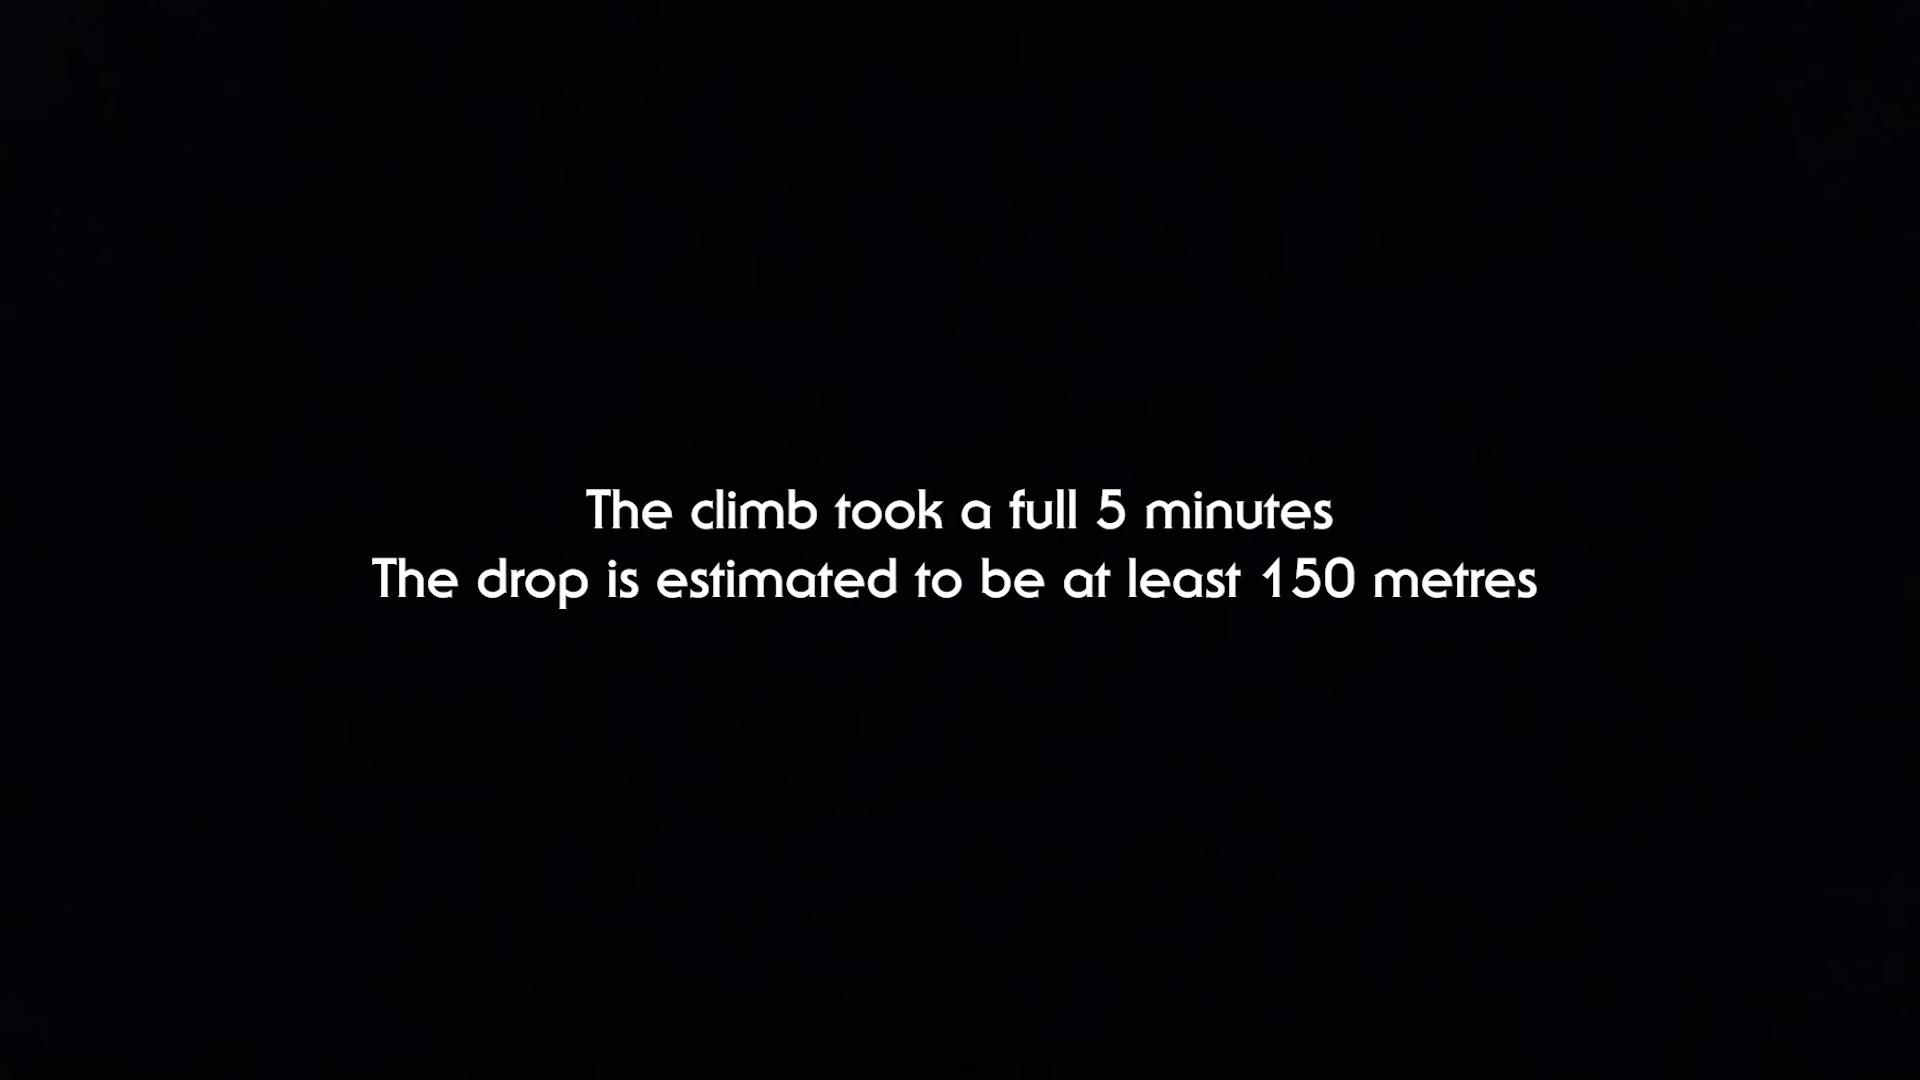 The climb took a full 5 minutes
The drop is estimated to be at least 150 metres